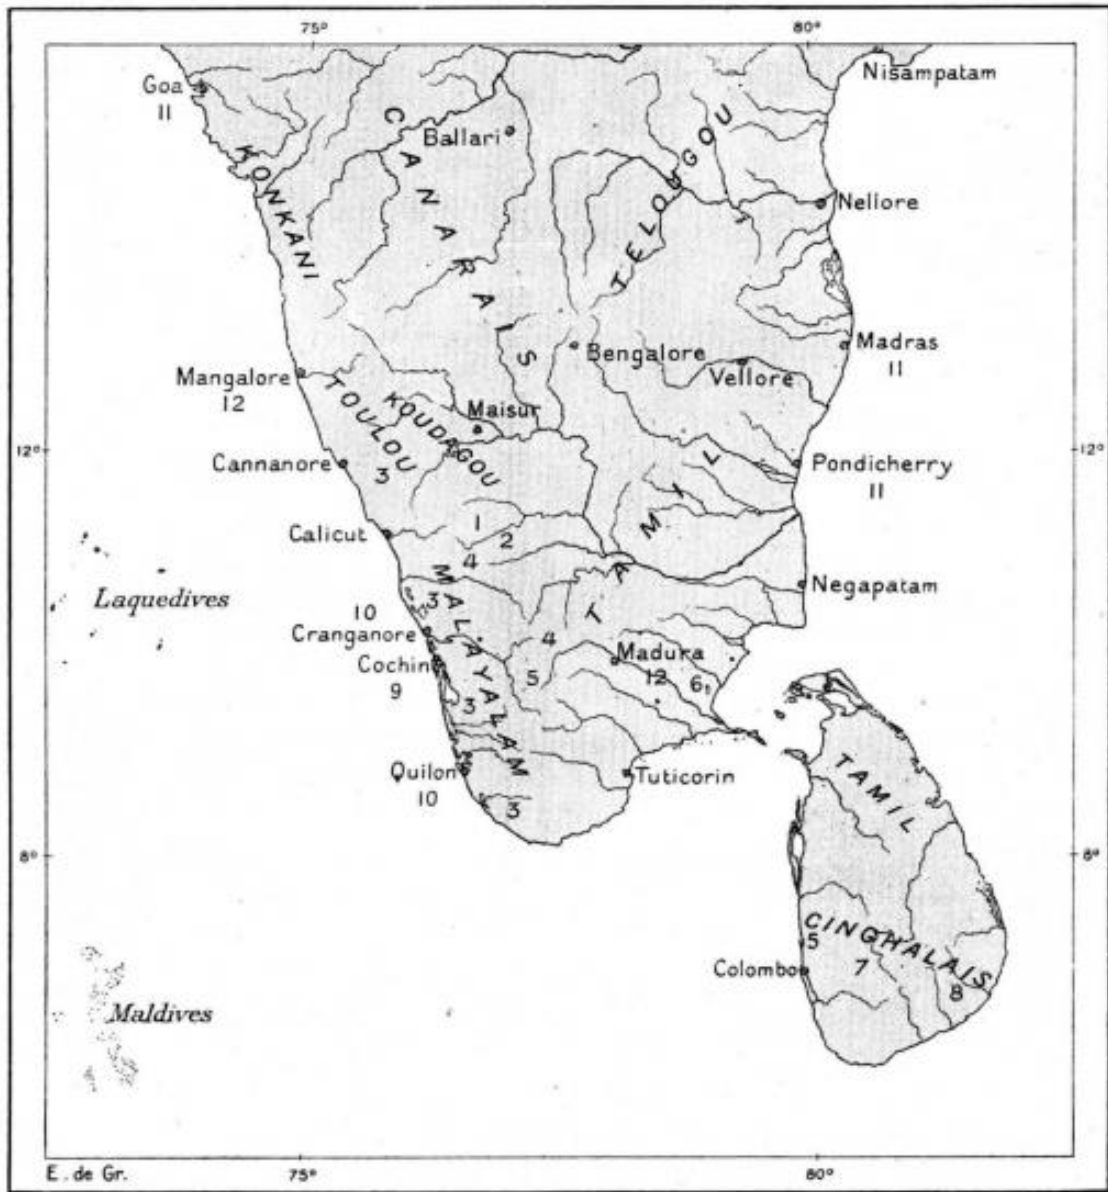 75°
80°
Goa
11
Nisampatam
CANARAIS
Ballari
TELOUGOU
KONKANI
Nellore
Mangalore
12
Bengalore
Vellore
Madras
11
TOULOU
3
KOUDAGOU
Maisur
12°
12°
Cannanore
Pondicherry
11
TAMIL
Calicut
1
2
4
Negapatam
Laquedives
MALAYALAM
3
10
Cranganore
4
Cochin
9
Madura
12
5
6
3
Quilon
10
Tuticorin
3
TAMIL
8°
8°
CINGHALAIS
5
7
Colombo
8
Maldives
E. de Gr.
75°
80°